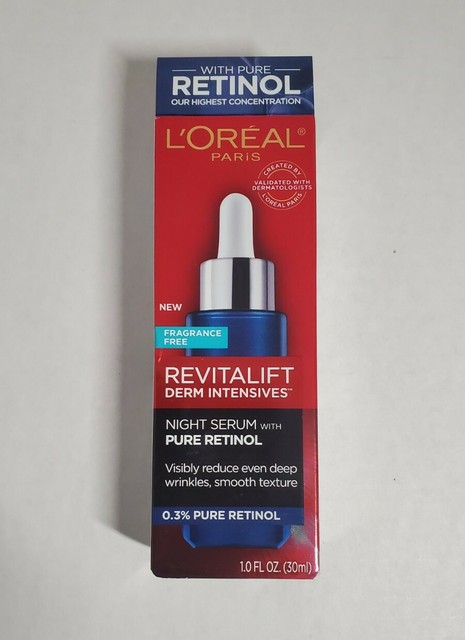 WITH PURE
RETINOL
OUR HIGHEST CONCENTRATION
L'ORÉAL®
PARIS
CREATED BY
VALIDATED WITH
DERMATOLOGISTS
L'ORÉAL PARIS
NEW
FRAGRANCE
FREE
REVITALIFT
DERM INTENSIVES™
NIGHT SERUM WITH
PURE RETINOL
Visibly reduce even deep
wrinkles, smooth texture
0.3% PURE RETINOL
1.0 FL OZ. (30ml)